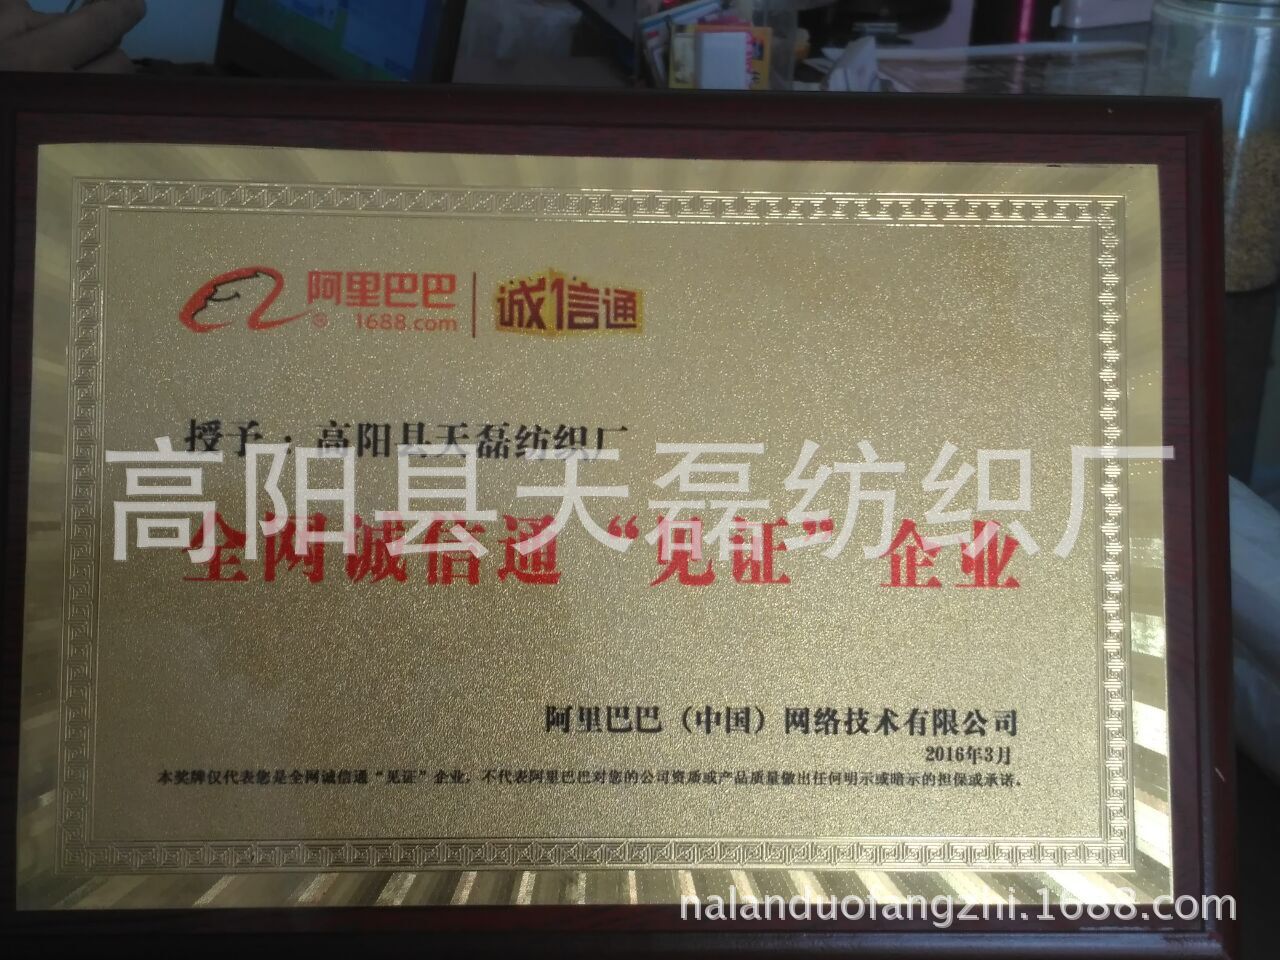 阿里巴巴
1688.com
诚信通
授予:高阳县天磊纺织厂
高阳县天磊纺织厂
全网诚信通“见证”企业
阿里巴巴(中国)网络技术有限公司
2016年3月
本奖牌仅代表您是全网诚信通“见证”企业,不代表阿里巴巴对您的公司资质或产品质量做出任何明示或暗示的担保或承诺。
nalanduofangzhi.1688.com